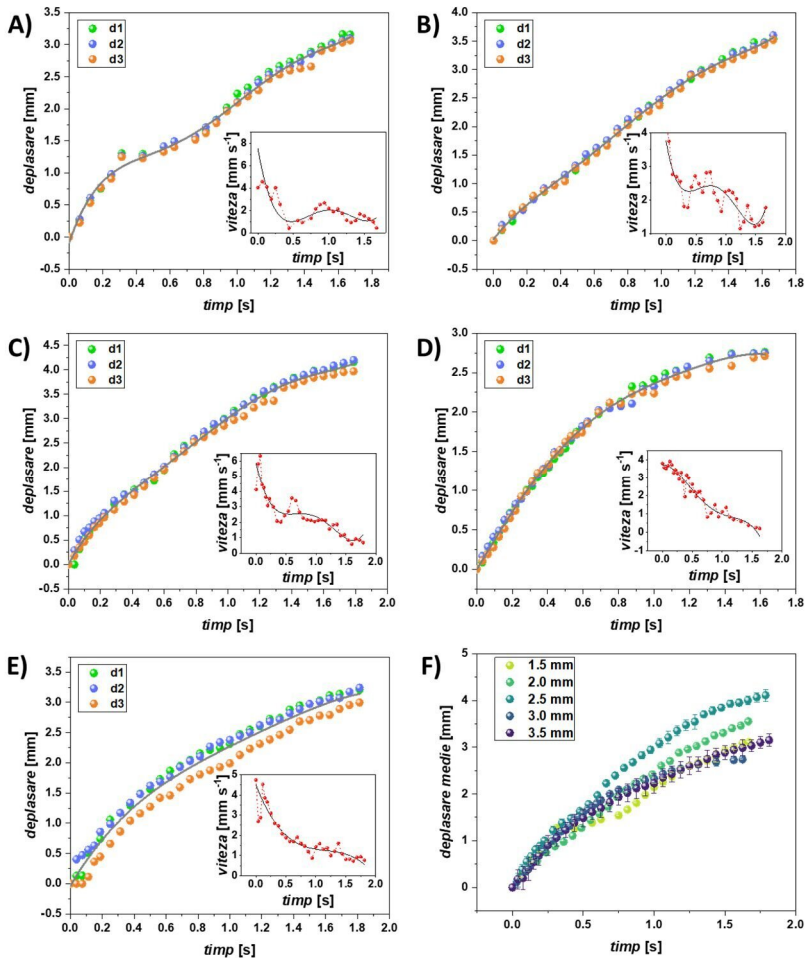 A)
d1
d2
d3
deplasare [mm]
4.0
3.5
3.0
2.5
2.0
1.5
1.0
0.5
0.0
-0.5
0.0 0.2 0.4 0.6 0.8 1.0 1.2 1.4 1.6 1.8
timp [s]
viteza [mm s-1]
8
6
4
2
0
0.0 0.5 1.0 1.5
timp [s]
B)
d1
d2
d3
deplasare [mm]
4.0
3.5
3.0
2.5
2.0
1.5
1.0
0.5
0.0
-0.5
0.0 0.2 0.4 0.6 0.8 1.0 1.2 1.4 1.6 1.8
timp [s]
viteza [mm s-1]
4
3
2
1
0.0 0.5 1.0 1.5 2.0
timp [s]
C)
d1
d2
d3
deplasare [mm]
4.5
4.0
3.5
3.0
2.5
2.0
1.5
1.0
0.5
0.0
-0.5
0.0 0.2 0.4 0.6 0.8 1.0 1.2 1.4 1.6 1.8 2.0
timp [s]
viteza [mm s-1]
6
4
2
0
0.0 0.5 1.0 1.5 2.0
timp [s]
D)
d1
d2
d3
deplasare [mm]
3.0
2.5
2.0
1.5
1.0
0.5
0.0
0.0 0.2 0.4 0.6 0.8 1.0 1.2 1.4 1.6 1.8
timp [s]
viteza [mm s-1]
4
3
2
1
0
-1
0.0 0.5 1.0 1.5 2.0
timp [s]
E)
d1
d2
d3
deplasare [mm]
3.5
3.0
2.5
2.0
1.5
1.0
0.5
0.0
-0.5
0.0 0.2 0.4 0.6 0.8 1.0 1.2 1.4 1.6 1.8 2.0
timp [s]
viteza [mm s-1]
5
4
3
2
1
0
0.0 0.5 1.0 1.5 2.0
timp [s]
F)
1.5 mm
2.0 mm
2.5 mm
3.0 mm
3.5 mm
deplasare medie [mm]
5
4
3
2
1
0
0.0 0.5 1.0 1.5 2.0
timp [s]